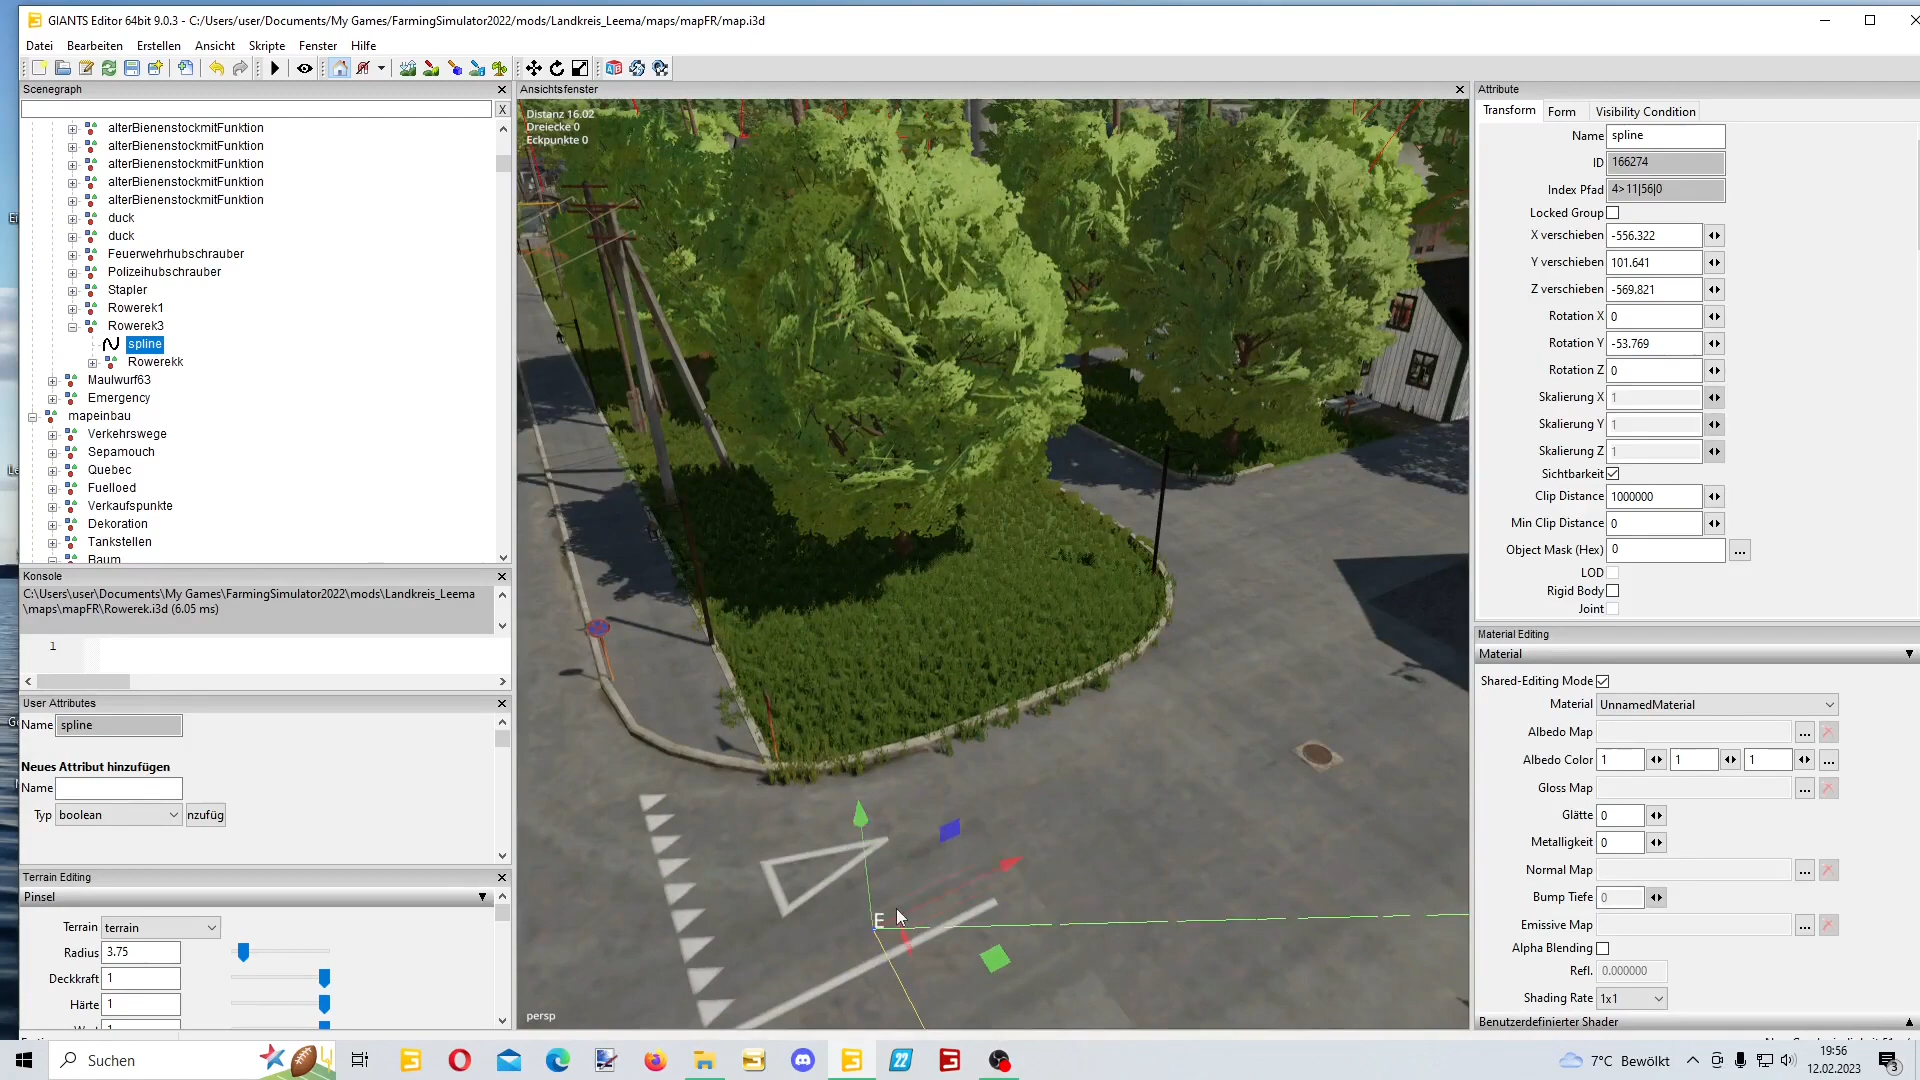 GIANTS Editor 64bit 9.0.3 - C:/Users/user/Documents/My Games/FarmingSimulator2022/mods/Landkreis_Leema/maps/mapFR/map.i3d
Datei Bearbeiten Erstellen Ansicht Skripte Fenster Hilfe
Scenegraph
X
alterBienenstockmitFunktion
alterBienenstockmitFunktion
alterBienenstockmitFunktion
alterBienenstockmitFunktion
alterBienenstockmitFunktion
duck
duck
Feuerwehrhubschrauber
Polizeihubschrauber
Stapler
Rowerek1
Rowerek3
spline
Rowerekk
Maulwurf63
Emergency
mapeinbau
Verkehrswege
Sepamouch
Quebec
Fuelloed
Verkaufspunkte
Dekoration
Tankstellen
Baum
Konsole
C:\Users\user\Documents\My Games\FarmingSimulator2022\mods\Landkreis_Leema
\maps\mapFR\Rowerek.i3d (6.05 ms)
1
User Attributes
Name spline
Neues Attribut hinzufügen
Name
Typ boolean nzufüg
Terrain Editing
Pinsel
Terrain terrain
Radius 3.75
Deckkraft 1
Härte 1
Ansichtsfenster
Distanz 16.02
Dreiecke 0
Eckpunkte 0
E
persp
Attribute
Transform Form Visibility Condition
Name spline
ID 166274
Index Pfad 4>11|56|0
Locked Group
X verschieben -556.322
Y verschieben 101.641
Z verschieben -569.821
Rotation X 0
Rotation Y -53.769
Rotation Z 0
Skalierung X 1
Skalierung Y 1
Skalierung Z 1
Sichtbarkeit
Clip Distance 1000000
Min Clip Distance 0
Object Mask (Hex) 0 ...
LOD
Rigid Body
Joint
Material Editing
Material
Shared-Editing Mode
Material UnnamedMaterial
Albedo Map ...
Albedo Color 1 1 1 ...
Gloss Map ...
Glätte 0
Metalligkeit 0
Normal Map ...
Bump Tiefe 0
Emissive Map ...
Alpha Blending
Refl. 0.000000
Shading Rate 1x1
Benutzerdefinierter Shader
Suchen
22
7°C Bewölkt
19:56
12.02.2023
3